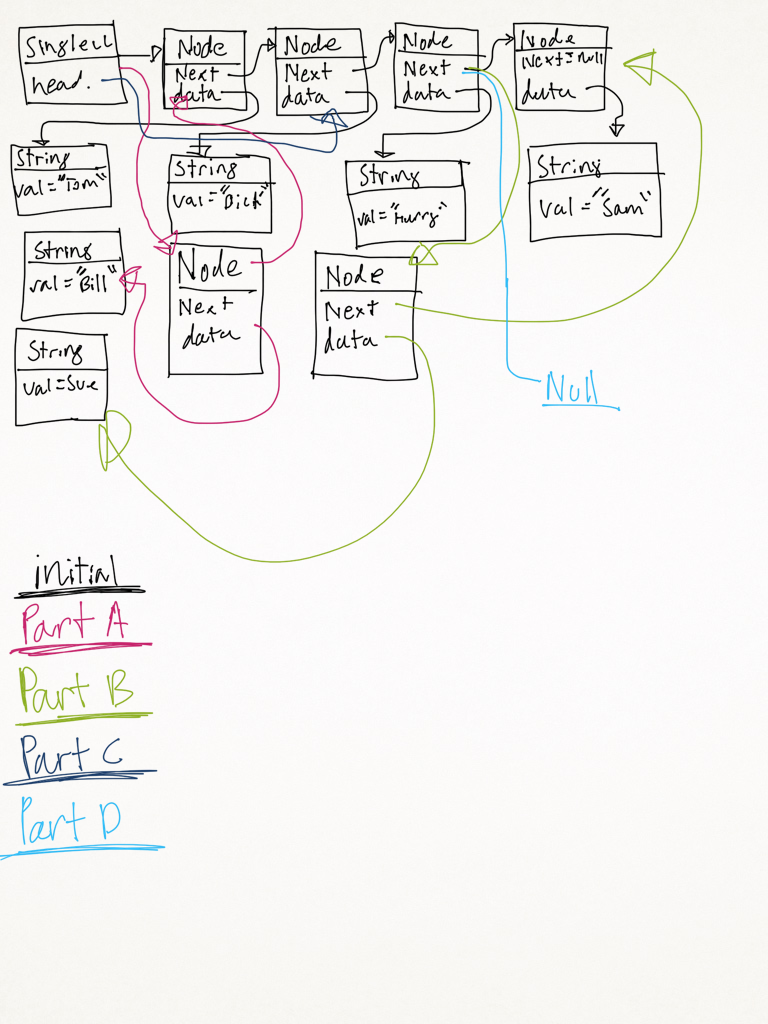 SingleLL
head.
Node
Next
data
Node
Next
data
Node
Next
data
Node
Next=null
data
String
val="Tom"
String
val="Dick"
String
val="Harry"
String
val="Sam"
String
val="Bill"
Node
Next
data
Node
Next
data
String
val=Sue
Null
initial
Part A
Part B
Part C
Part D